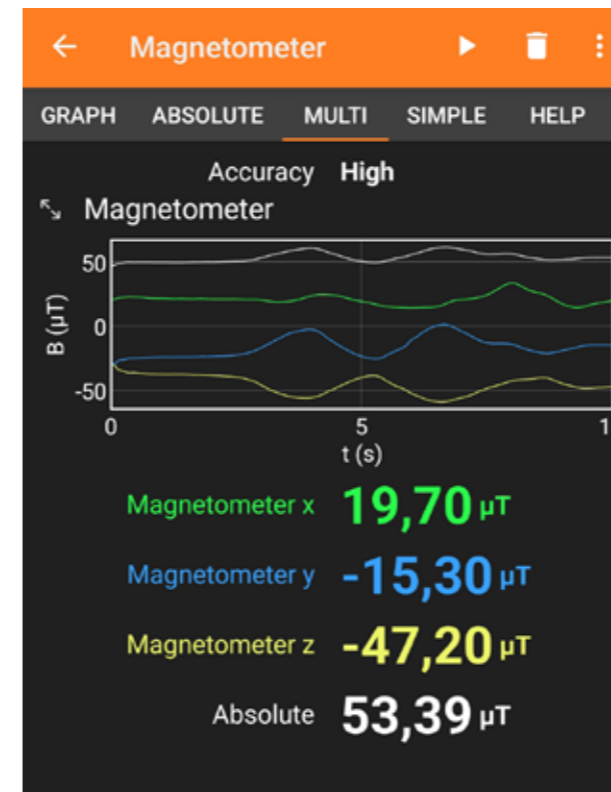 Magnetometer
GRAPH ABSOLUTE MULTI SIMPLE HELP
Accuracy High
Magnetometer
50
0
-50
B (µT)
0 5 1
t (s)
Magnetometer x 19,70 µT
Magnetometer y -15,30 µT
Magnetometer z -47,20 µT
Absolute 53,39 µT